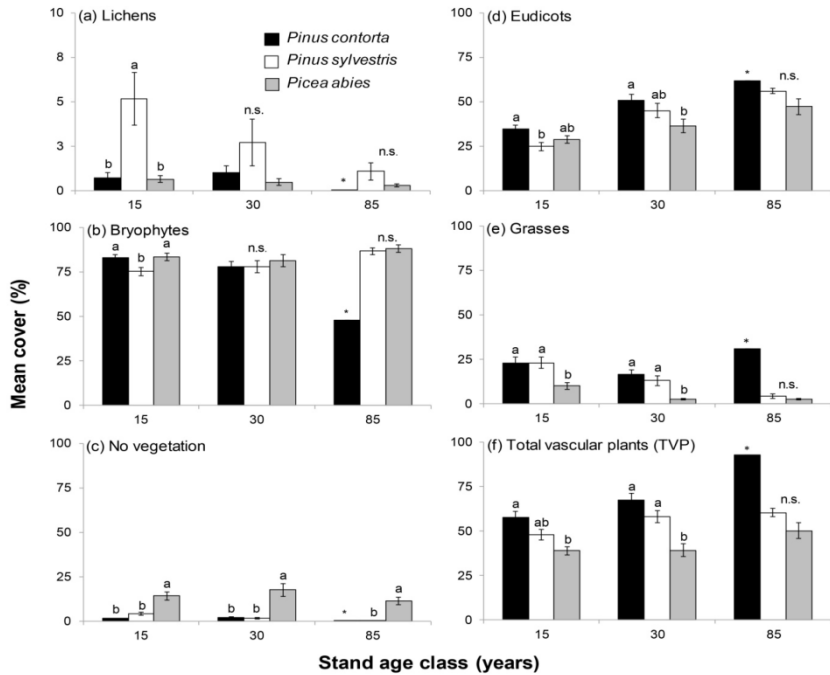 (a) Lichens
Pinus contorta
Pinus sylvestris
Picea abies
10
8
5
3
0
a
b b
n.s.
* n.s.
15 30 85
(b) Bryophytes
100
75
50
25
0
a b a
n.s.
* n.s.
15 30 85
(c) No vegetation
100
75
50
25
0
b b a
b b a
* b a
15 30 85
(d) Eudicots
100
75
50
25
0
a b ab
a ab b
* n.s.
15 30 85
(e) Grasses
100
75
50
25
0
a a b
a a b
* n.s.
15 30 85
(f) Total vascular plants (TVP)
100
75
50
25
0
a ab b
a a b
* n.s.
15 30 85
Mean cover (%)
Stand age class (years)